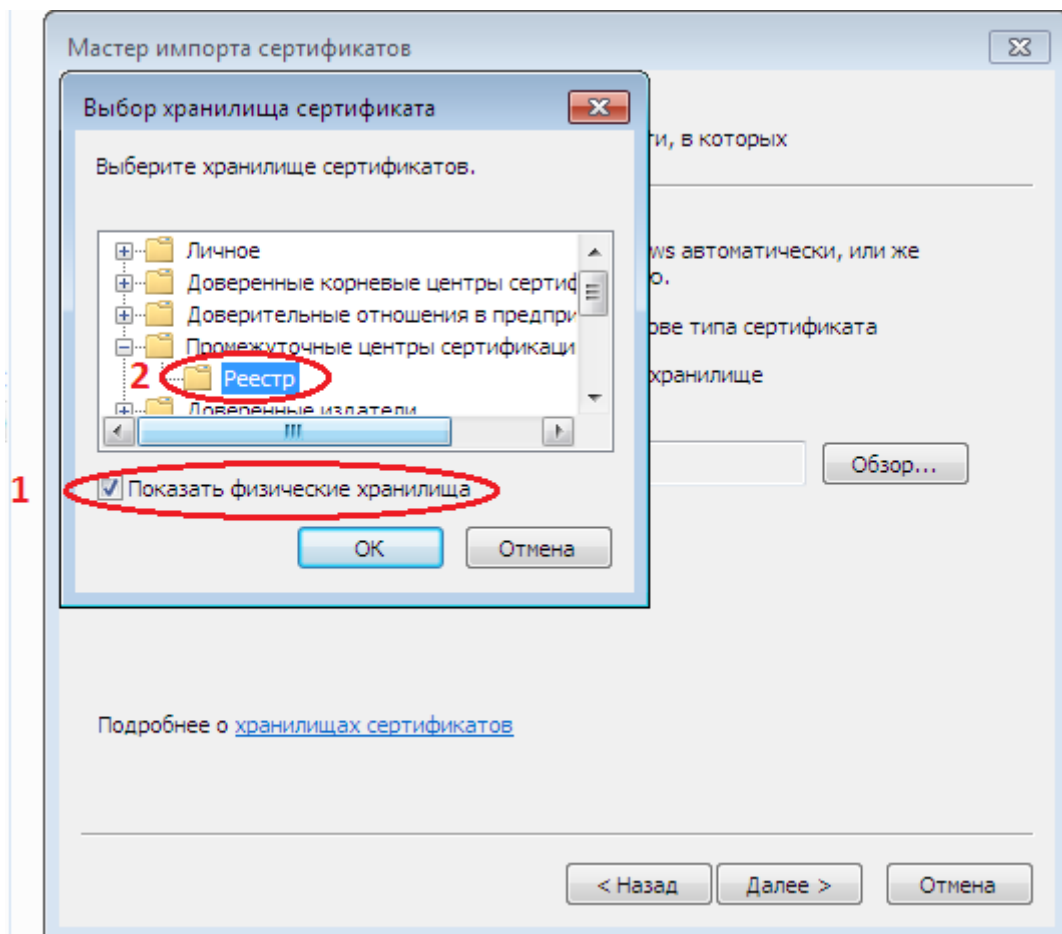 Мастер импорта сертификатов
Выбор хранилища сертификата
и, в которых
Выберите хранилище сертификатов.
Личное
ws автоматически, или же
Доверенные корневые центры сертиф
о.
Доверительные отношения в предпри
ове типа сертификата
Промежуточные центры сертификаци
2 Реестр
хранилище
Доверенные издатели
Обзор...
1 Показать физические хранилища
ОК Отмена
Подробнее о хранилищах сертификатов
< Назад Далее > Отмена